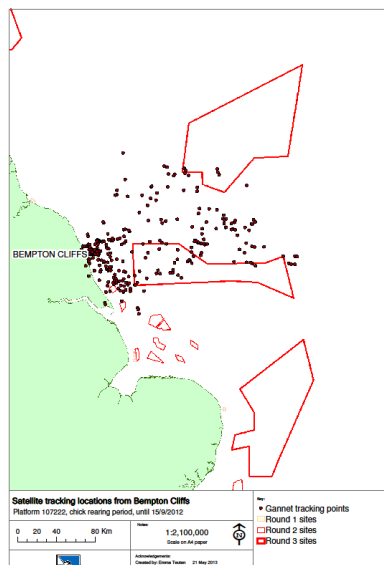 BEMPTON CLIFFS
Satellite tracking locations from Bempton Cliffs
Platform 107222, chick rearing period, until 15/9/2012
0 20 40 80 Km
Notes:
1:2,100,000
Scale on A4 paper
N
Key:
Gannet tracking points
Round 1 sites
Round 2 sites
Round 3 sites
Acknowledgements:
Created by: Emma Teuten 21 May 2013